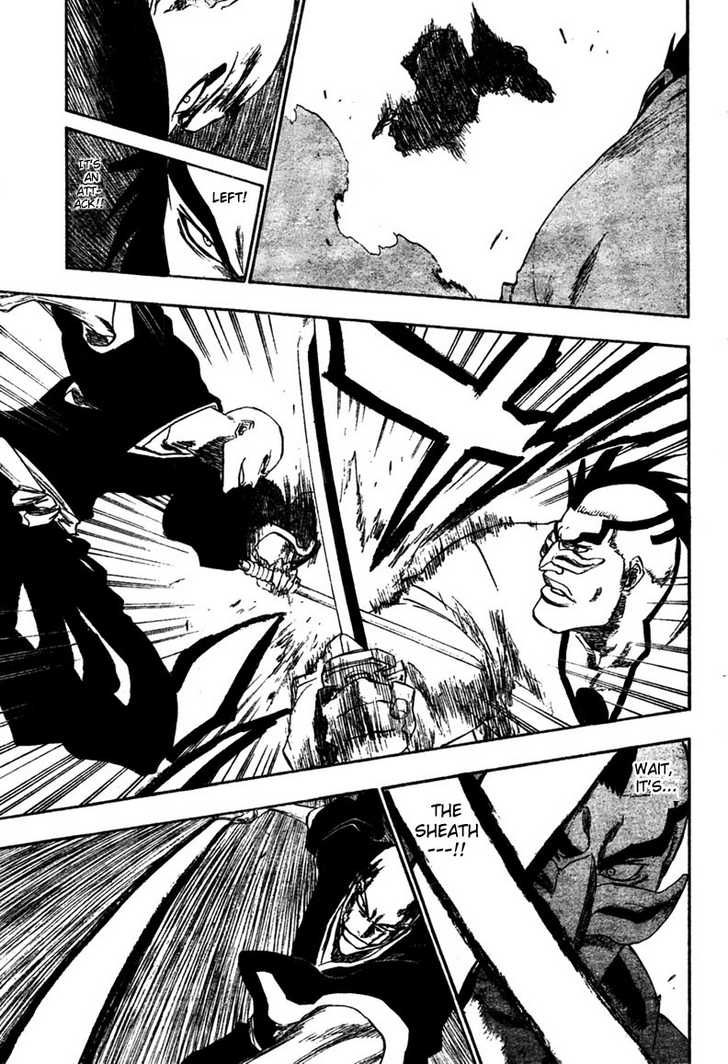 LEFT!
IT'S
AN
ATT-
ACK!!
WAIT,
IT'S...
THE
SHEATH
---!!